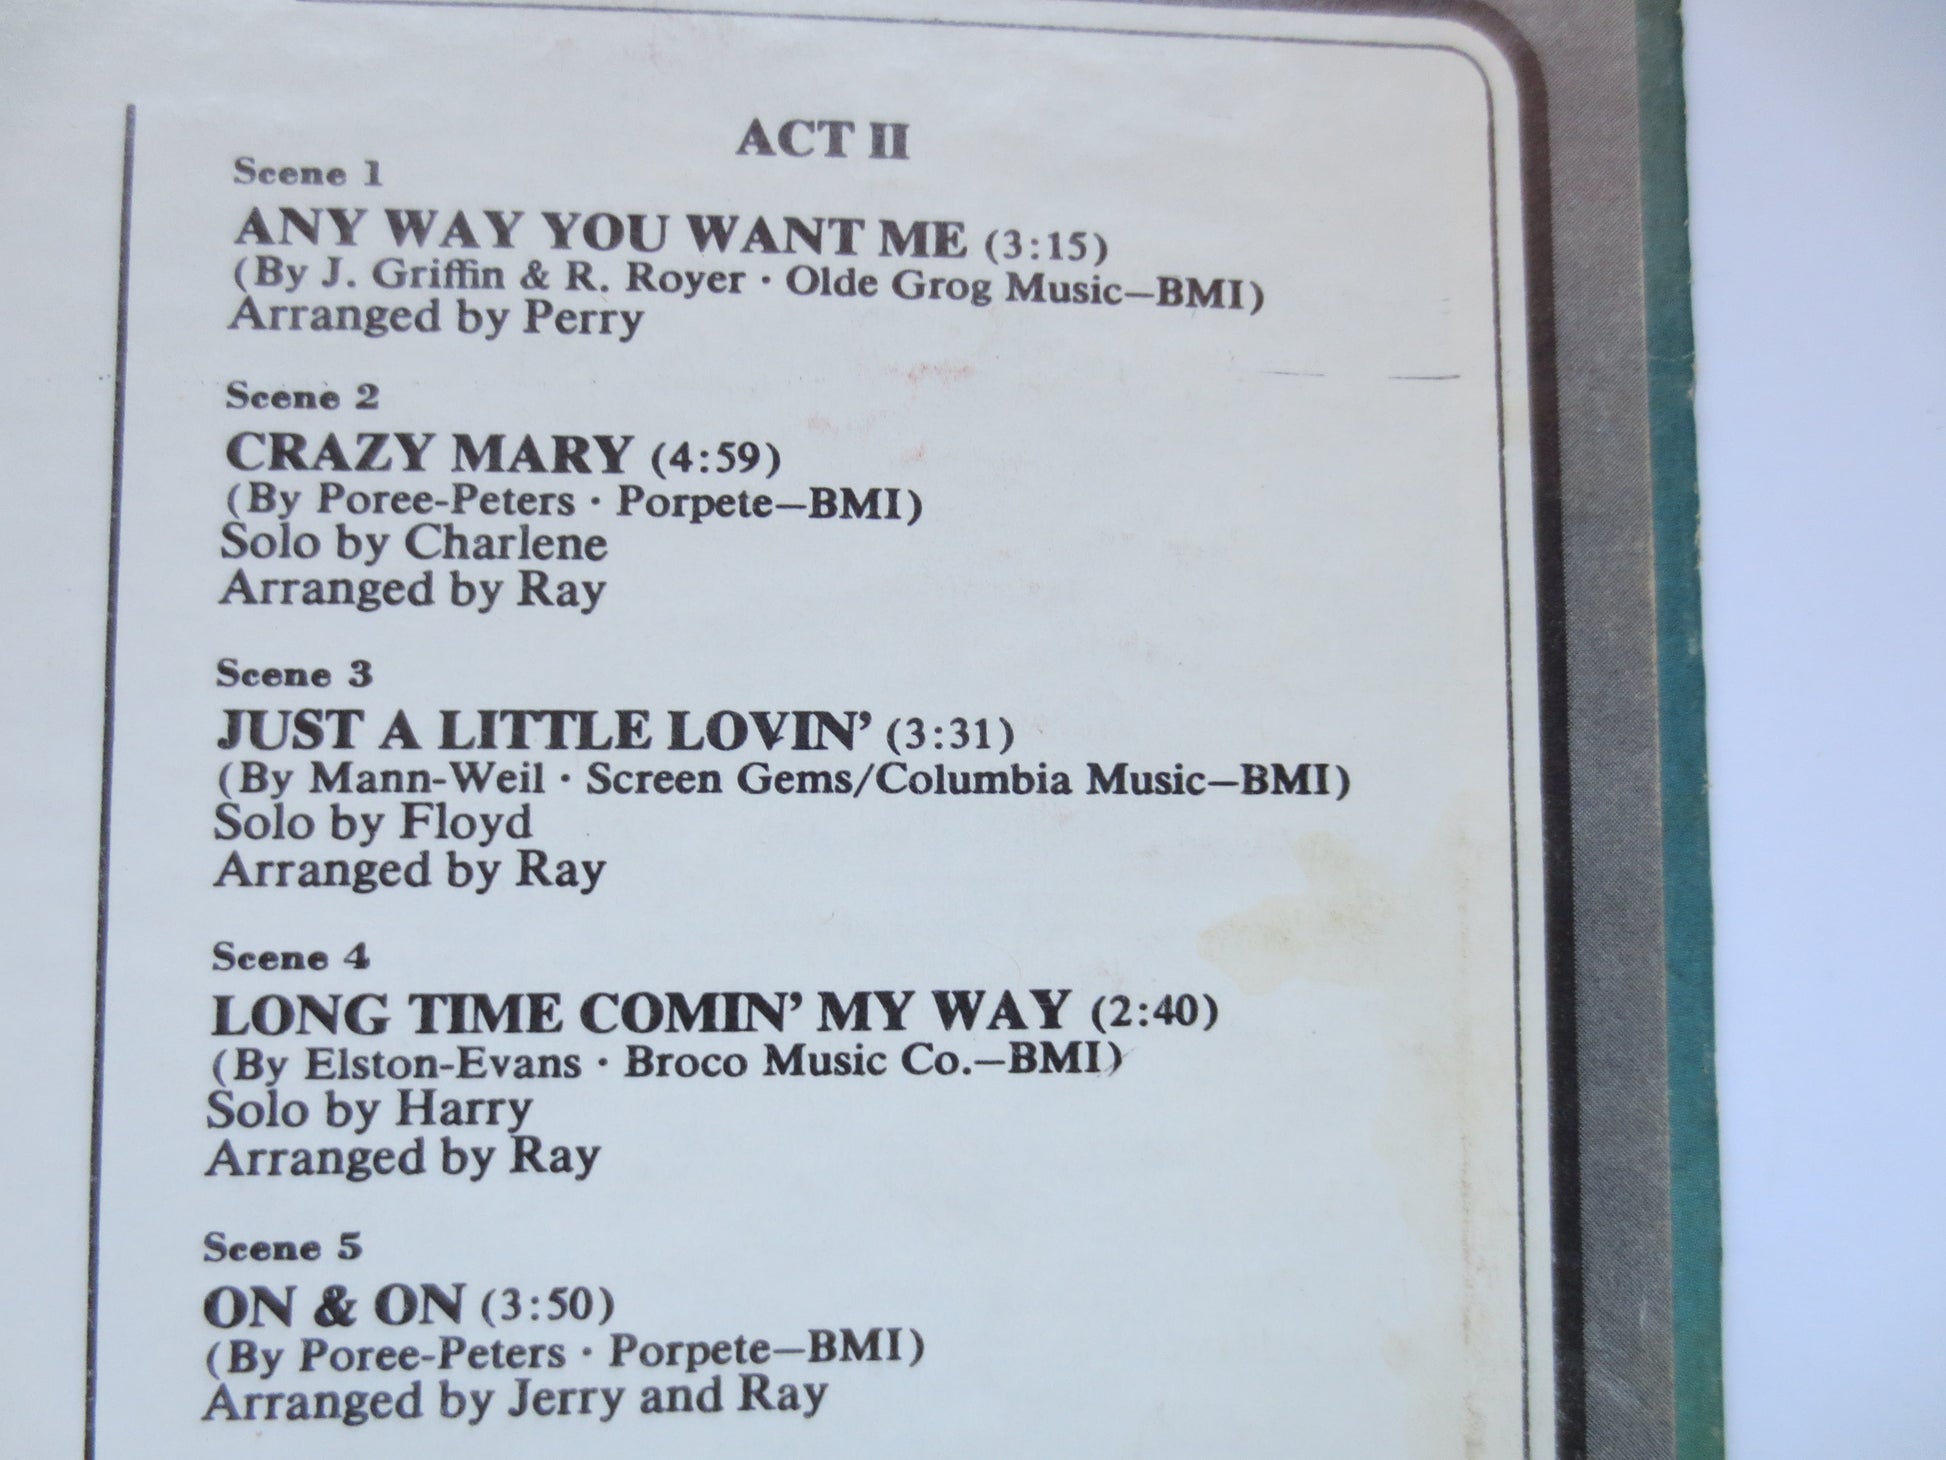 ACT II
Scene 1
ANY WAY YOU WANT ME (3:15)
(By J. Griffin & R. Royer · Olde Grog Music—BMI)
Arranged by Perry
Scene 2
CRAZY MARY (4:59)
(By Poree-Peters · Porpete—BMI)
Solo by Charlene
Arranged by Ray
Scene 3
JUST A LITTLE LOVIN’ (3:31)
(By Mann-Weil · Screen Gems/Columbia Music—BMI)
Solo by Floyd
Arranged by Ray
Scene 4
LONG TIME COMIN’ MY WAY (2:40)
(By Elston-Evans · Broco Music Co.—BMI)
Solo by Harry
Arranged by Ray
Scene 5
ON & ON (3:50)
(By Poree-Peters · Porpete—BMI)
Arranged by Jerry and Ray